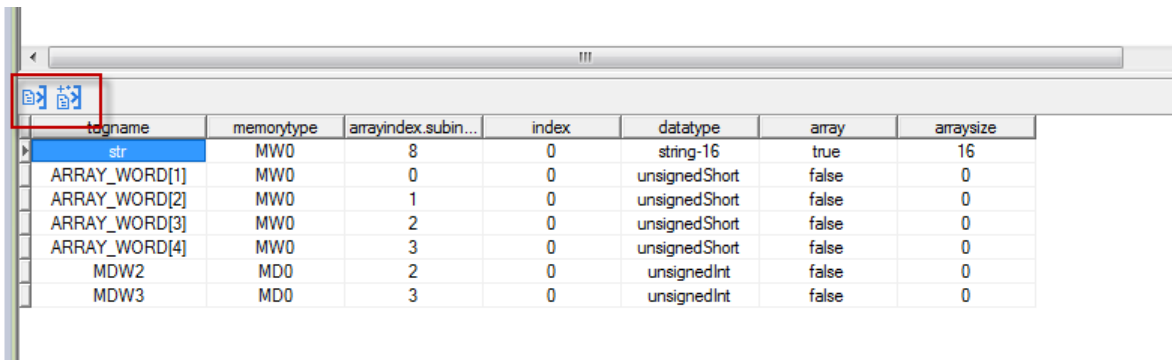 tagname memorytype arrayindex.subin... index datatype array arraysize
str MW0 8 0 string-16 true 16
ARRAY_WORD[1] MW0 0 0 unsignedShort false 0
ARRAY_WORD[2] MW0 1 0 unsignedShort false 0
ARRAY_WORD[3] MW0 2 0 unsignedShort false 0
ARRAY_WORD[4] MW0 3 0 unsignedShort false 0
MDW2 MD0 2 0 unsignedInt false 0
MDW3 MD0 3 0 unsignedInt false 0